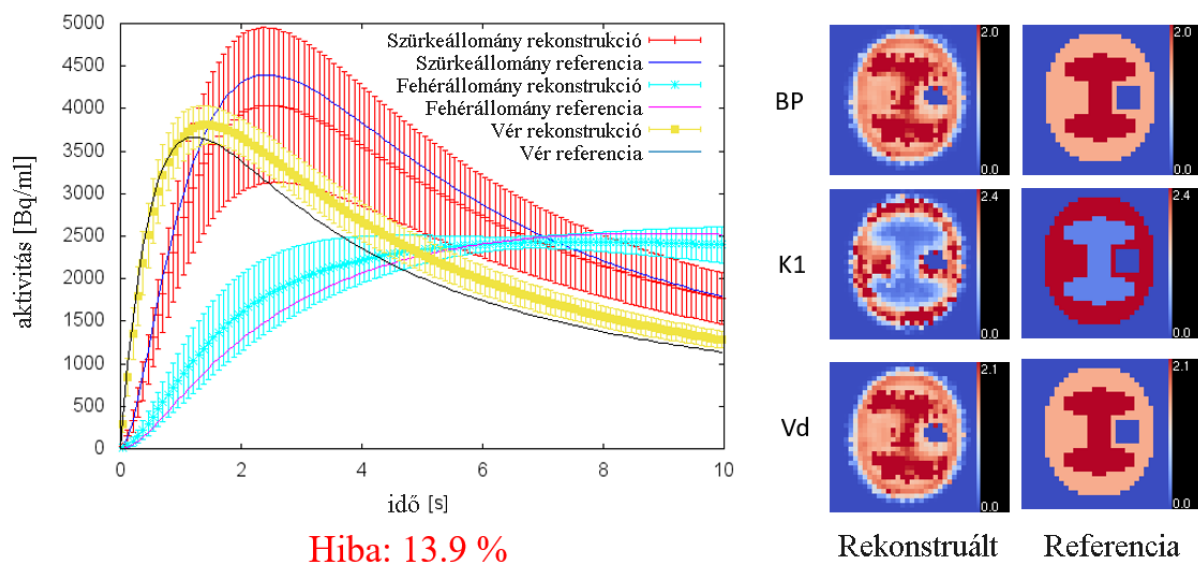 5000
4500
4000
3500
3000
2500
2000
1500
1000
500
0
aktivitás [Bq/ml]
Szürkeállomány rekonstrukció
Szürkeállomány referencia
Fehérállomány rekonstrukció
Fehérállomány referencia
Vér rekonstrukció
Vér referencia
0 2 4 6 8 10
idő [s]
Hiba: 13.9 %
BP
2.0
0.0
2.0
0.0
K1
2.4
0.0
2.4
0.0
Vd
2.1
0.0
2.1
0.0
Rekonstruált Referencia